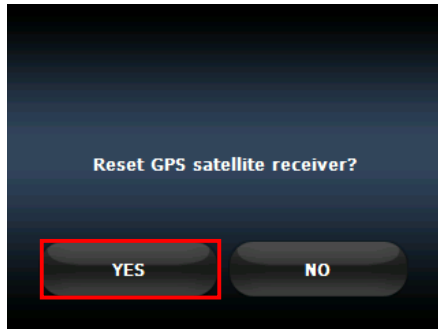 Reset GPS satellite receiver?
YES NO